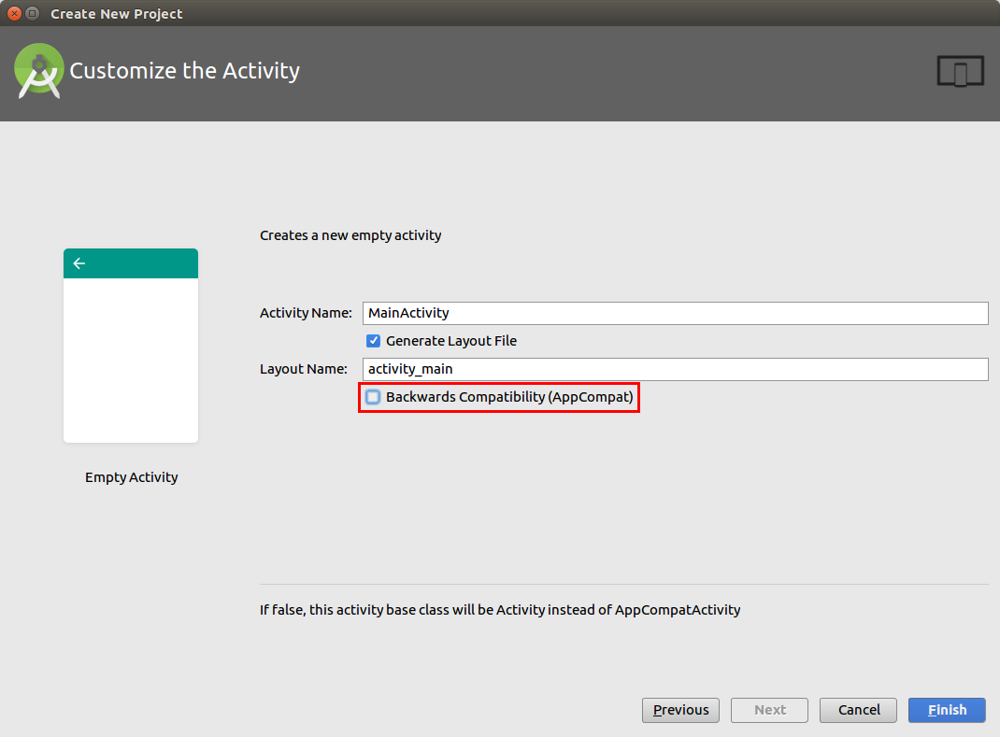 Create New Project
Customize the Activity
Creates a new empty activity
Activity Name: MainActivity
Generate Layout File
Layout Name: activity_main
Backwards Compatibility (AppCompat)
Empty Activity
If false, this activity base class will be Activity instead of AppCompatActivity
Previous Next Cancel Finish